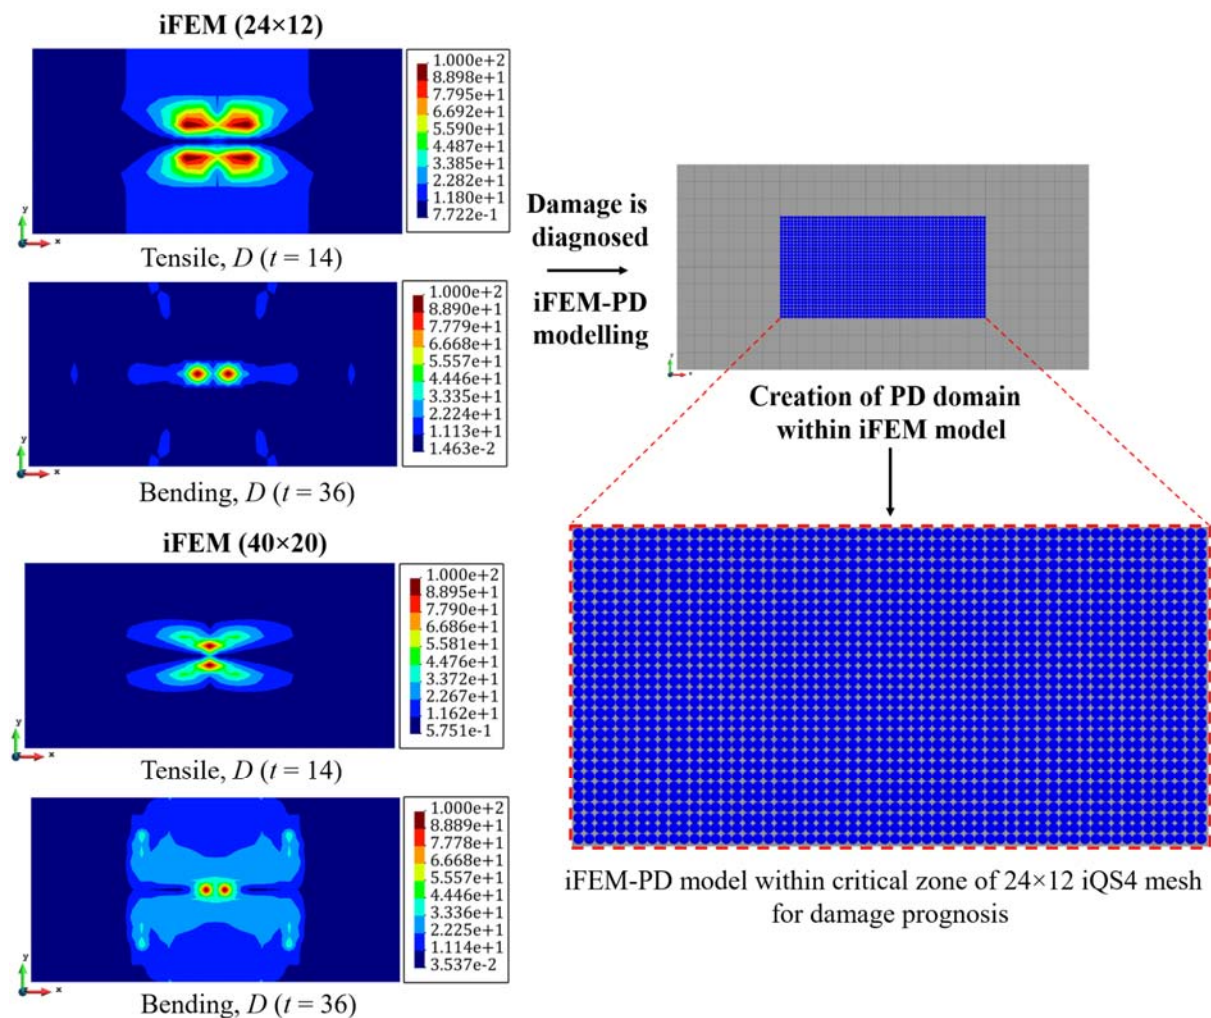 iFEM (24×12)
1.000e+2
8.898e+1
7.795e+1
6.692e+1
5.590e+1
4.487e+1
3.385e+1
2.282e+1
1.180e+1
7.722e-1
y
x
Tensile, D (t = 14)
1.000e+2
8.890e+1
7.779e+1
6.668e+1
5.557e+1
4.446e+1
3.335e+1
2.224e+1
1.113e+1
1.463e-2
y
x
Bending, D (t = 36)
iFEM (40×20)
1.000e+2
8.895e+1
7.790e+1
6.686e+1
5.581e+1
4.476e+1
3.372e+1
2.267e+1
1.162e+1
5.751e-1
y
x
Tensile, D (t = 14)
1.000e+2
8.889e+1
7.778e+1
6.668e+1
5.557e+1
4.446e+1
3.336e+1
2.225e+1
1.114e+1
3.537e-2
y
x
Bending, D (t = 36)
Damage is
diagnosed
iFEM-PD
modelling
y
x
Creation of PD domain
within iFEM model
iFEM-PD model within critical zone of 24×12 iQS4 mesh
for damage prognosis